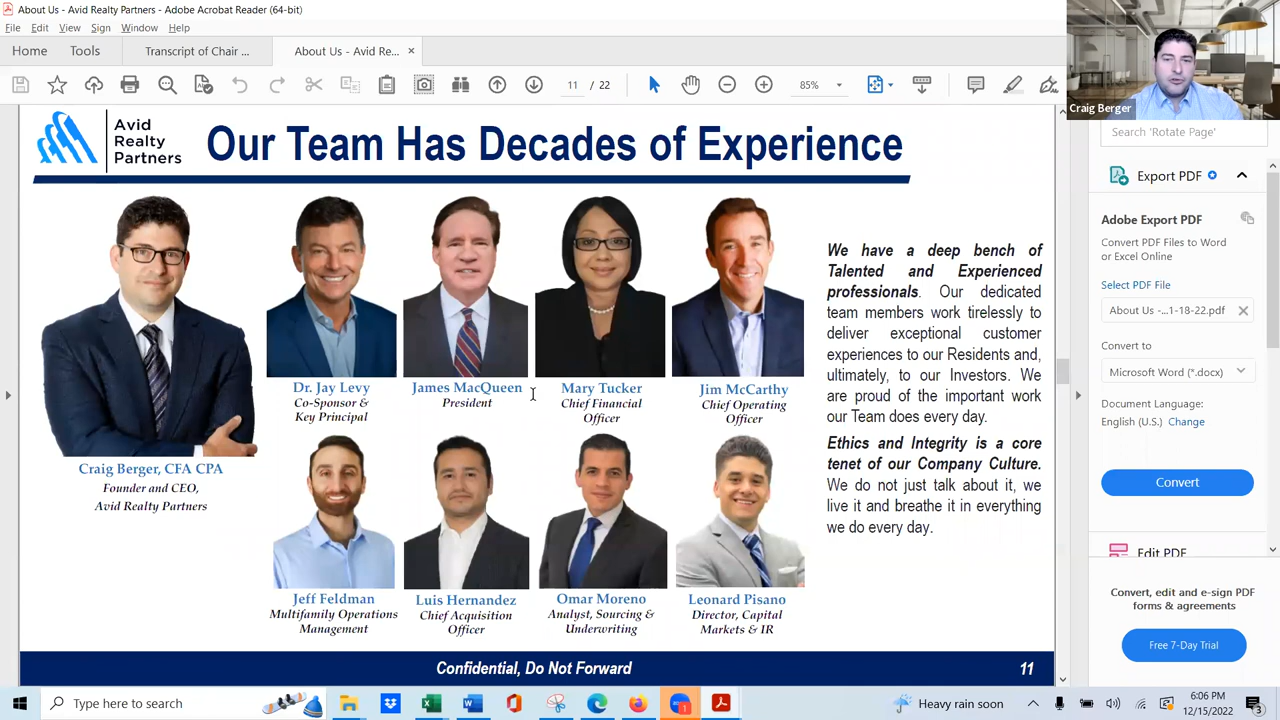 About Us - Avid Realty Partners - Adobe Acrobat Reader (64-bit)
File Edit View Sign Window Help
Home Tools Transcript of Chair ... About Us - Avid Re... ×
11 / 22 85%
Craig Berger
Avid
Realty
Partners
Our Team Has Decades of Experience
Dr. Jay Levy
Co-Sponsor &
Key Principal
James MacQueen
President
Mary Tucker
Chief Financial
Officer
Jim McCarthy
Chief Operating
Officer
Craig Berger, CFA CPA
Founder and CEO,
Avid Realty Partners
Jeff Feldman
Multifamily Operations
Management
Luis Hernandez
Chief Acquisition
Officer
Omar Moreno
Analyst, Sourcing &
Underwriting
Leonard Pisano
Director, Capital
Markets & IR
We have a deep bench of
Talented and Experienced
professionals. Our dedicated
team members work tirelessly to
deliver exceptional customer
experiences to our Residents and,
ultimately, to our Investors. We
are proud of the important work
our Team does every day.
Ethics and Integrity is a core
tenet of our Company Culture.
We do not just talk about it, we
live it and breathe it in everything
we do every day.
Confidential, Do Not Forward 11
Search 'Rotate Page'
Export PDF
Adobe Export PDF
Convert PDF Files to Word
or Excel Online
Select PDF File
About Us -...1-18-22.pdf
Convert to
Microsoft Word (*.docx)
Document Language:
English (U.S.) Change
Convert
Edit PDF
Convert, edit and e-sign PDF
forms & agreements
Free 7-Day Trial
Type here to search
1
Heavy rain soon
6:06 PM
12/15/2022
3